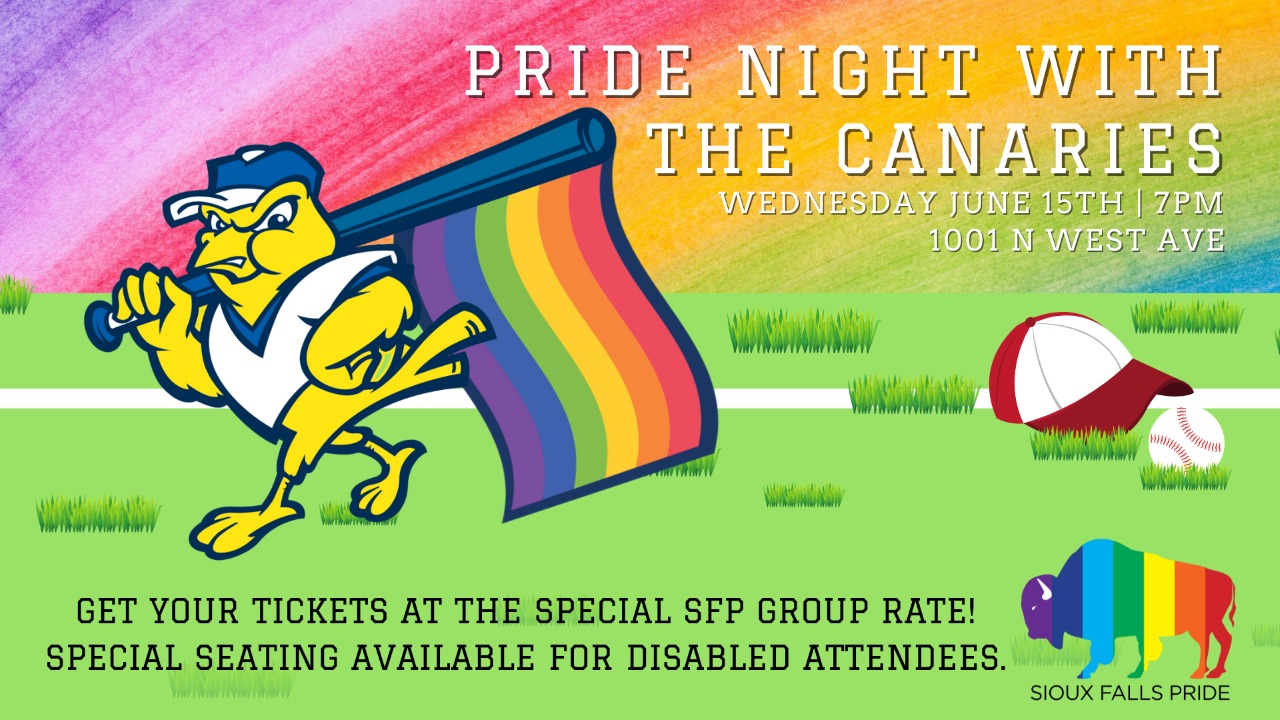 PRIDE NIGHT WITH
THE CANARIES
WEDNESDAY JUNE 15TH | 7PM
1001 N WEST AVE
GET YOUR TICKETS AT THE SPECIAL SFP GROUP RATE!
SPECIAL SEATING AVAILABLE FOR DISABLED ATTENDEES.
SIOUX FALLS PRIDE